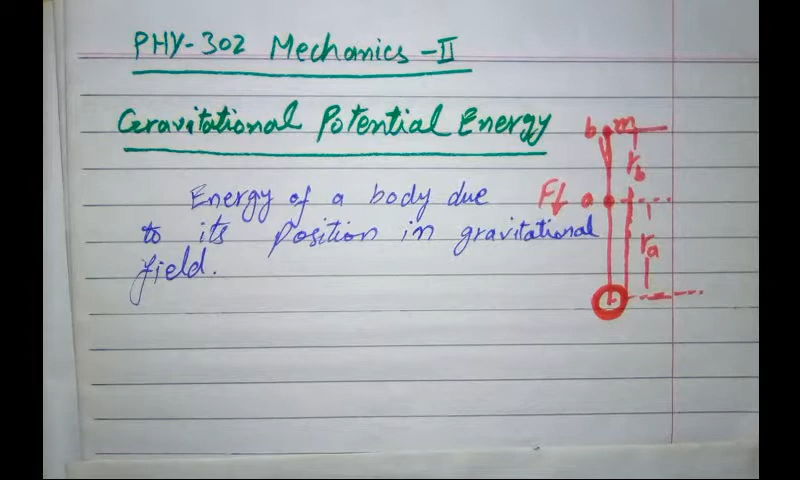 PHY-302 Mechanics -II
Gravitational Potential Energy
b m
r_b
Energy of a body due
F↓ a
to its position in gravitational
r_a
field.